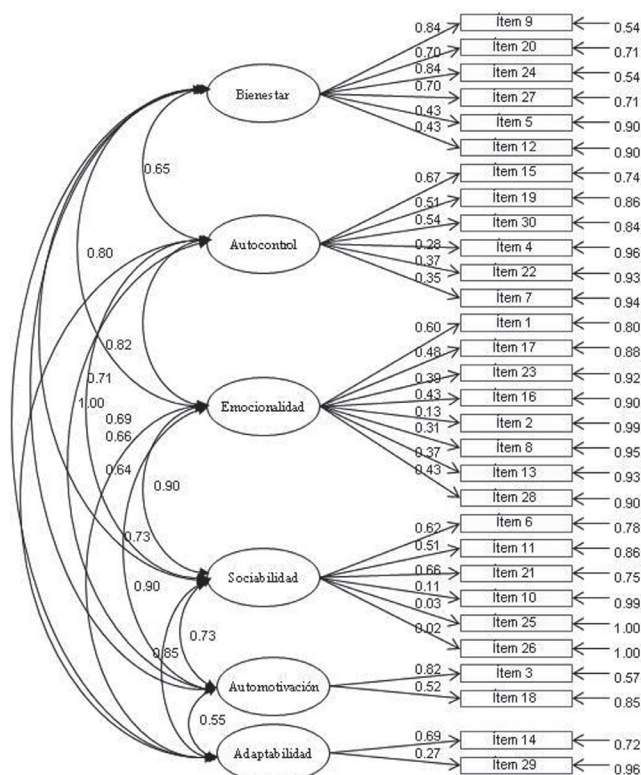 0.84 Ítem 9 0.54
0.70 Ítem 20 0.71
0.84 Ítem 24 0.54
Bienestar
0.70 Ítem 27 0.71
0.43 Ítem 5 0.90
0.43 Ítem 12 0.90
0.65
0.67 Ítem 15 0.74
0.51 Ítem 19 0.86
0.54 Ítem 30 0.84
Autocontrol
0.28 Ítem 4 0.96
0.80
0.37 Ítem 22 0.93
0.35 Ítem 7 0.94
0.60 Ítem 1 0.80
0.82
0.48 Ítem 17 0.88
0.71
0.39 Ítem 23 0.92
1.00
0.43 Ítem 16 0.90
Emocionalidad
0.69
0.13 Ítem 2 0.99
0.66
0.31 Ítem 8 0.95
0.64
0.37 Ítem 13 0.93
0.90
0.43 Ítem 28 0.90
0.62 Ítem 6 0.78
0.73
0.51 Ítem 11 0.86
0.66 Ítem 21 0.75
Sociabilidad
0.90
0.11 Ítem 10 0.99
0.03 Ítem 25 1.00
0.02 Ítem 26 1.00
0.73
0.85
0.82 Ítem 3 0.57
Automotivación
0.52 Ítem 18 0.85
0.55
0.69 Ítem 14 0.72
Adaptabilidad
0.27 Ítem 29 0.96